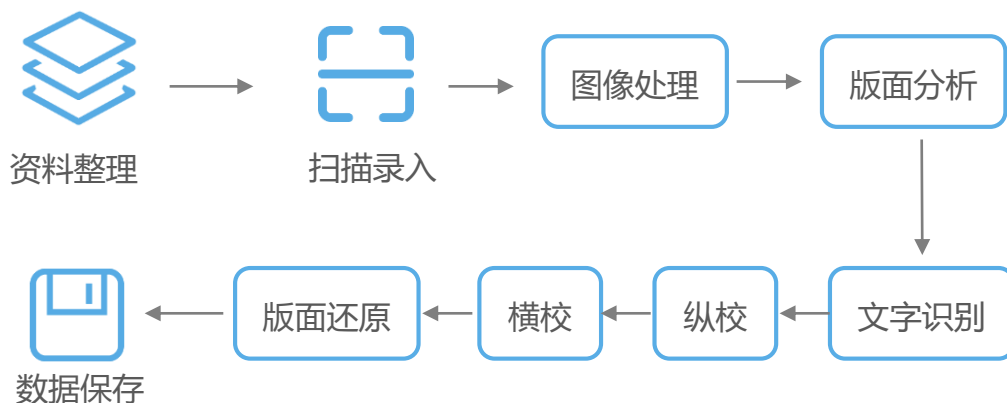 资料整理
扫描录入
图像处理
版面分析
文字识别
纵校
横校
版面还原
数据保存